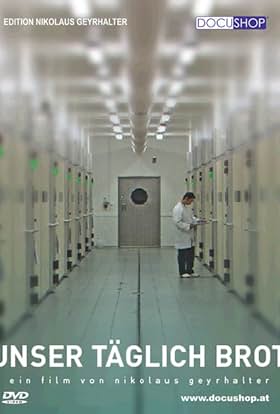 EDITION NIKOLAUS GEYRHALTER
DOCUSHOP
UNSER TÄGLICH BROT
ein film von nikolaus geyrhalter
DVD
VIDEO
www.docushop.at